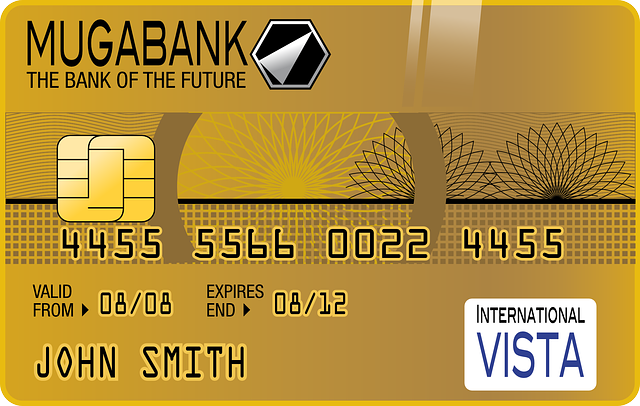 MUGABANK
THE BANK OF THE FUTURE
4455 5566 0022 4455
VALID FROM 08/08 EXPIRES END 08/12
JOHN SMITH
INTERNATIONAL
VISTA